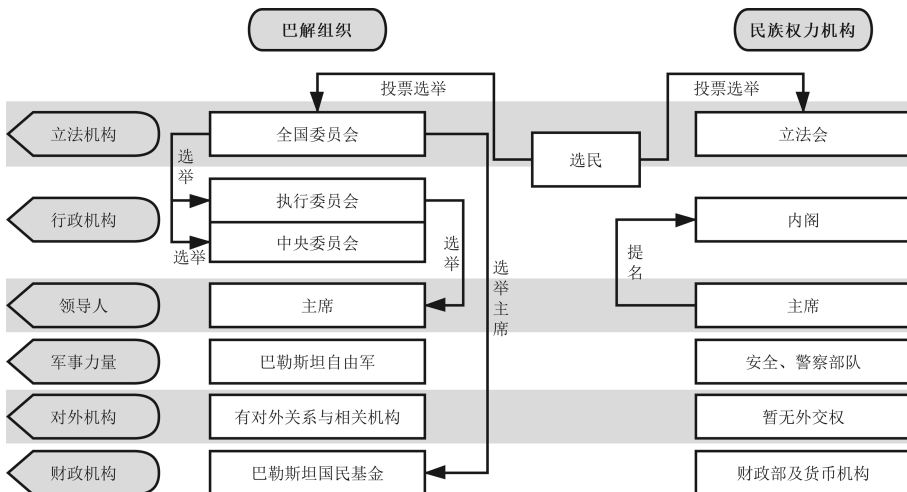 巴解组织
民族权力机构
投票选举
投票选举
立法机构
全国委员会
选民
立法会
选举
行政机构
执行委员会
中央委员会
内阁
选举
选举
提名
选举主席
领导人
主席
主席
军事力量
巴勒斯坦自由军
安全、警察部队
对外机构
有对外关系与相关机构
暂无外交权
财政机构
巴勒斯坦国民基金
财政部及货币机构